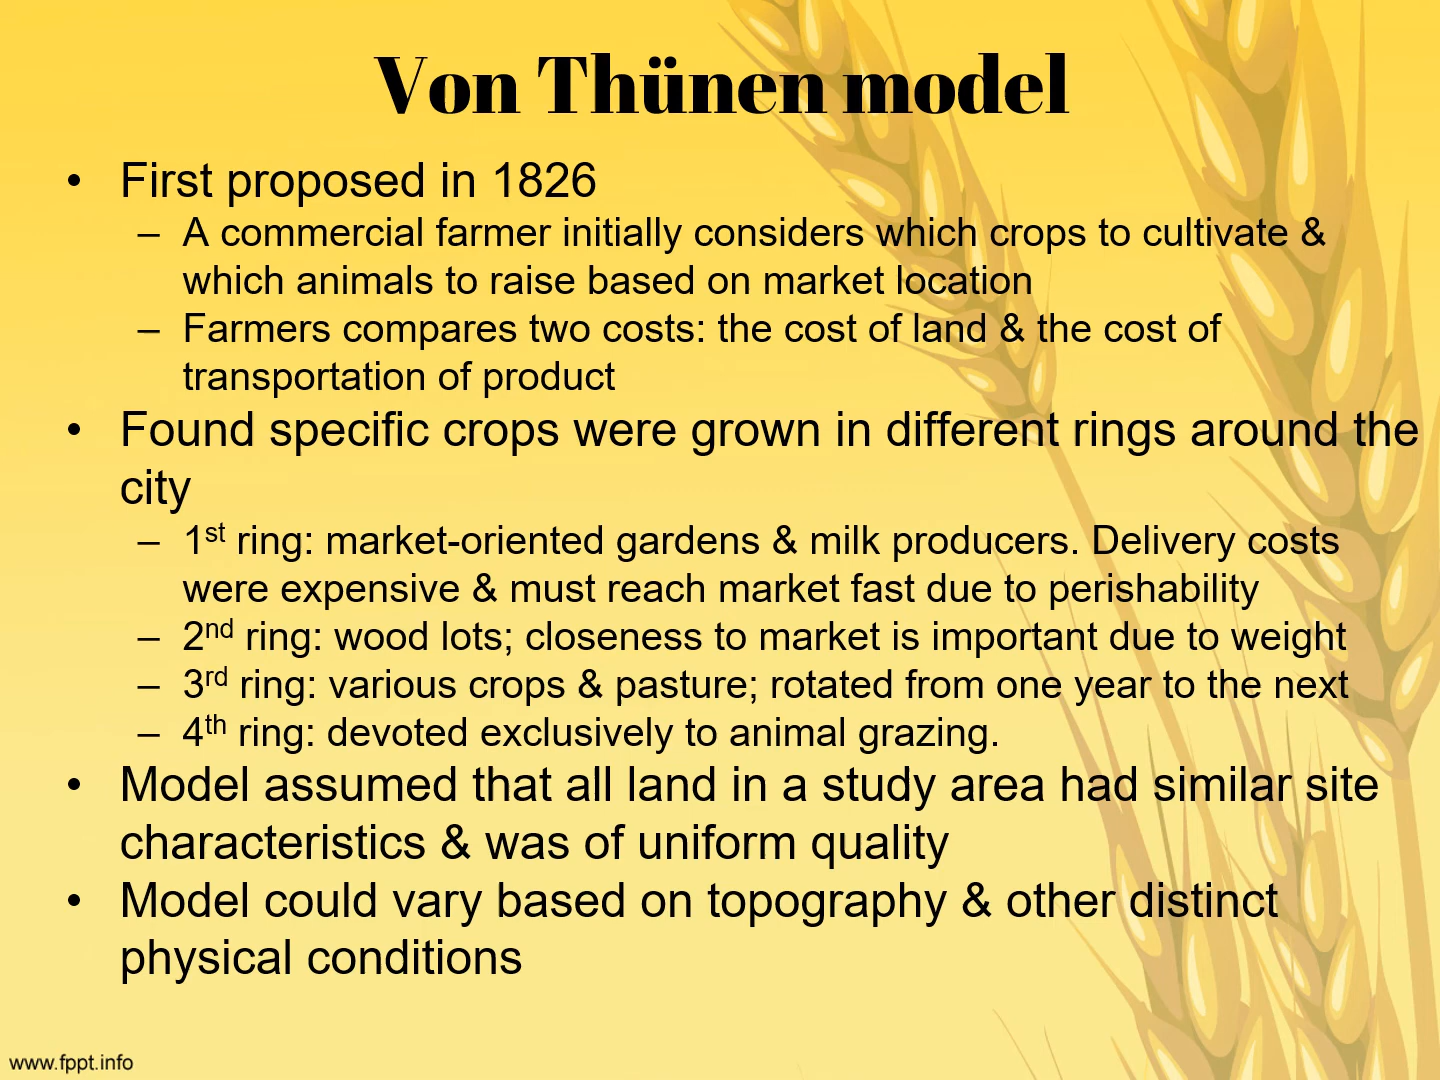 Von Thünen model
• First proposed in 1826
– A commercial farmer initially considers which crops to cultivate &
which animals to raise based on market location
– Farmers compares two costs: the cost of land & the cost of
transportation of product
• Found specific crops were grown in different rings around the
city
– 1st ring: market-oriented gardens & milk producers. Delivery costs
were expensive & must reach market fast due to perishability
– 2nd ring: wood lots; closeness to market is important due to weight
– 3rd ring: various crops & pasture; rotated from one year to the next
– 4th ring: devoted exclusively to animal grazing.
• Model assumed that all land in a study area had similar site
characteristics & was of uniform quality
• Model could vary based on topography & other distinct
physical conditions
www.fppt.info